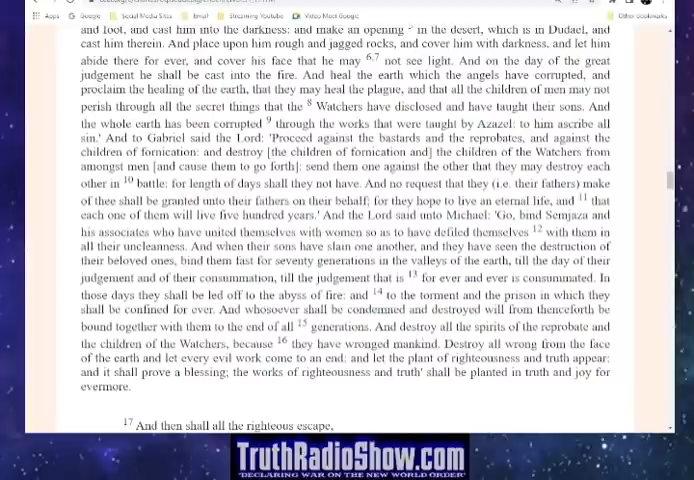 Apps G Google Social Media Sites Email Streaming Youtube Video Meet Google Other bookmarks
and foot, and cast him into the darkness: and make an opening 5 in the desert, which is in Dudael, and
cast him therein. And place upon him rough and jagged rocks, and cover him with darkness, and let him
abide there for ever, and cover his face that he may 6,7 not see light. And on the day of the great
judgement he shall be cast into the fire. And heal the earth which the angels have corrupted, and
proclaim the healing of the earth, that they may heal the plague, and that all the children of men may not
perish through all the secret things that the 8 Watchers have disclosed and have taught their sons. And
the whole earth has been corrupted 9 through the works that were taught by Azazel: to him ascribe all
sin.' And to Gabriel said the Lord: 'Proceed against the bastards and the reprobates, and against the
children of fornication: and destroy [the children of fornication and] the children of the Watchers from
amongst men [and cause them to go forth]: send them one against the other that they may destroy each
other in 10 battle: for length of days shall they not have. And no request that they (i.e. their fathers) make
of thee shall be granted unto their fathers on their behalf; for they hope to live an eternal life, and 11 that
each one of them will live five hundred years.' And the Lord said unto Michael: 'Go, bind Semjaza and
his associates who have united themselves with women so as to have defiled themselves 12 with them in
all their uncleanness. And when their sons have slain one another, and they have seen the destruction of
their beloved ones, bind them fast for seventy generations in the valleys of the earth, till the day of their
judgement and of their consummation, till the judgement that is 13 for ever and ever is consummated. In
those days they shall be led off to the abyss of fire: and 14 to the torment and the prison in which they
shall be confined for ever. And whosoever shall be condemned and destroyed will from thenceforth be
bound together with them to the end of all 15 generations. And destroy all the spirits of the reprobate and
the children of the Watchers, because 16 they have wronged mankind. Destroy all wrong from the face
of the earth and let every evil work come to an end: and let the plant of righteousness and truth appear:
and it shall prove a blessing; the works of righteousness and truth' shall be planted in truth and joy for
evermore.
17 And then shall all the righteous escape,
TruthRadioShow.com
"DECLARING WAR ON THE NEW WORLD ORDER"